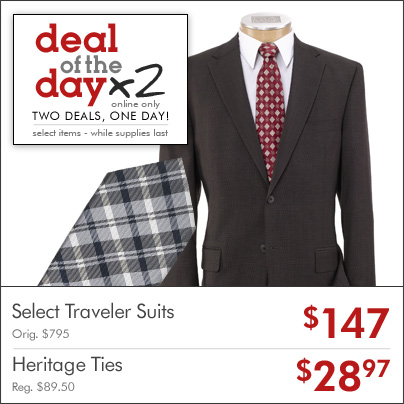 deal
of the
day x2
online only
TWO DEALS, ONE DAY!
select items - while supplies last
Select Traveler Suits
Orig. $795
$147
Heritage Ties
Reg. $89.50
$28.97